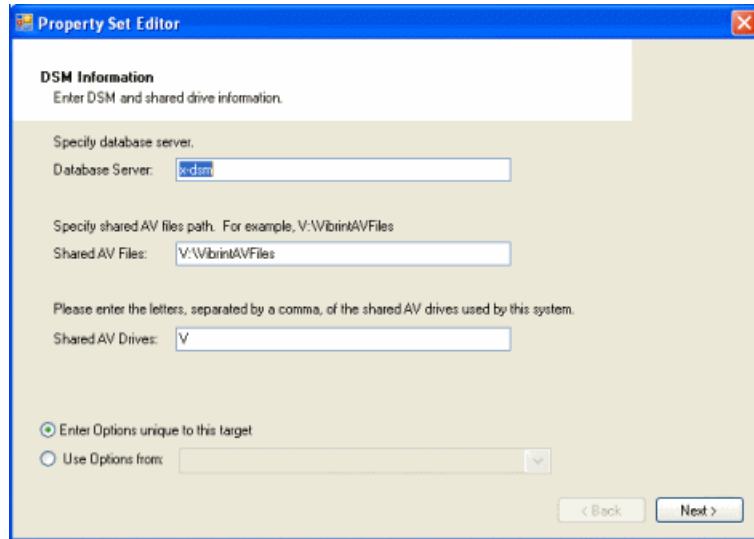 Property Set Editor
DSM Information
Enter DSM and shared drive information.
Specify database server.
Database Server: x-dsm
Specify shared AV files path. For example, V:\VibrintAVFiles
Shared AV Files: V:\VibrintAVFiles
Please enter the letters, separated by a comma, of the shared AV drives used by this system.
Shared AV Drives: V
Enter Options unique to this target
Use Options from:
< Back Next >